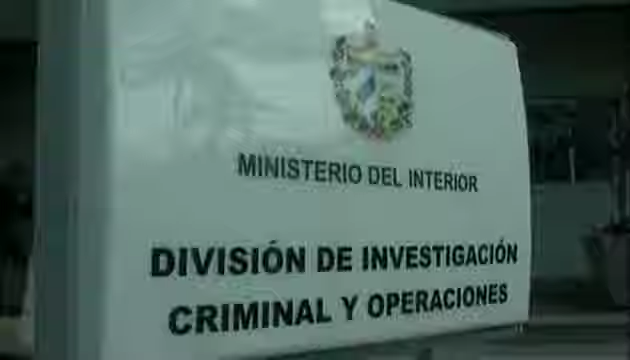 MINISTERIO DEL INTERIOR
DIVISIÓN DE INVESTIGACIÓN
CRIMINAL Y OPERACIONES